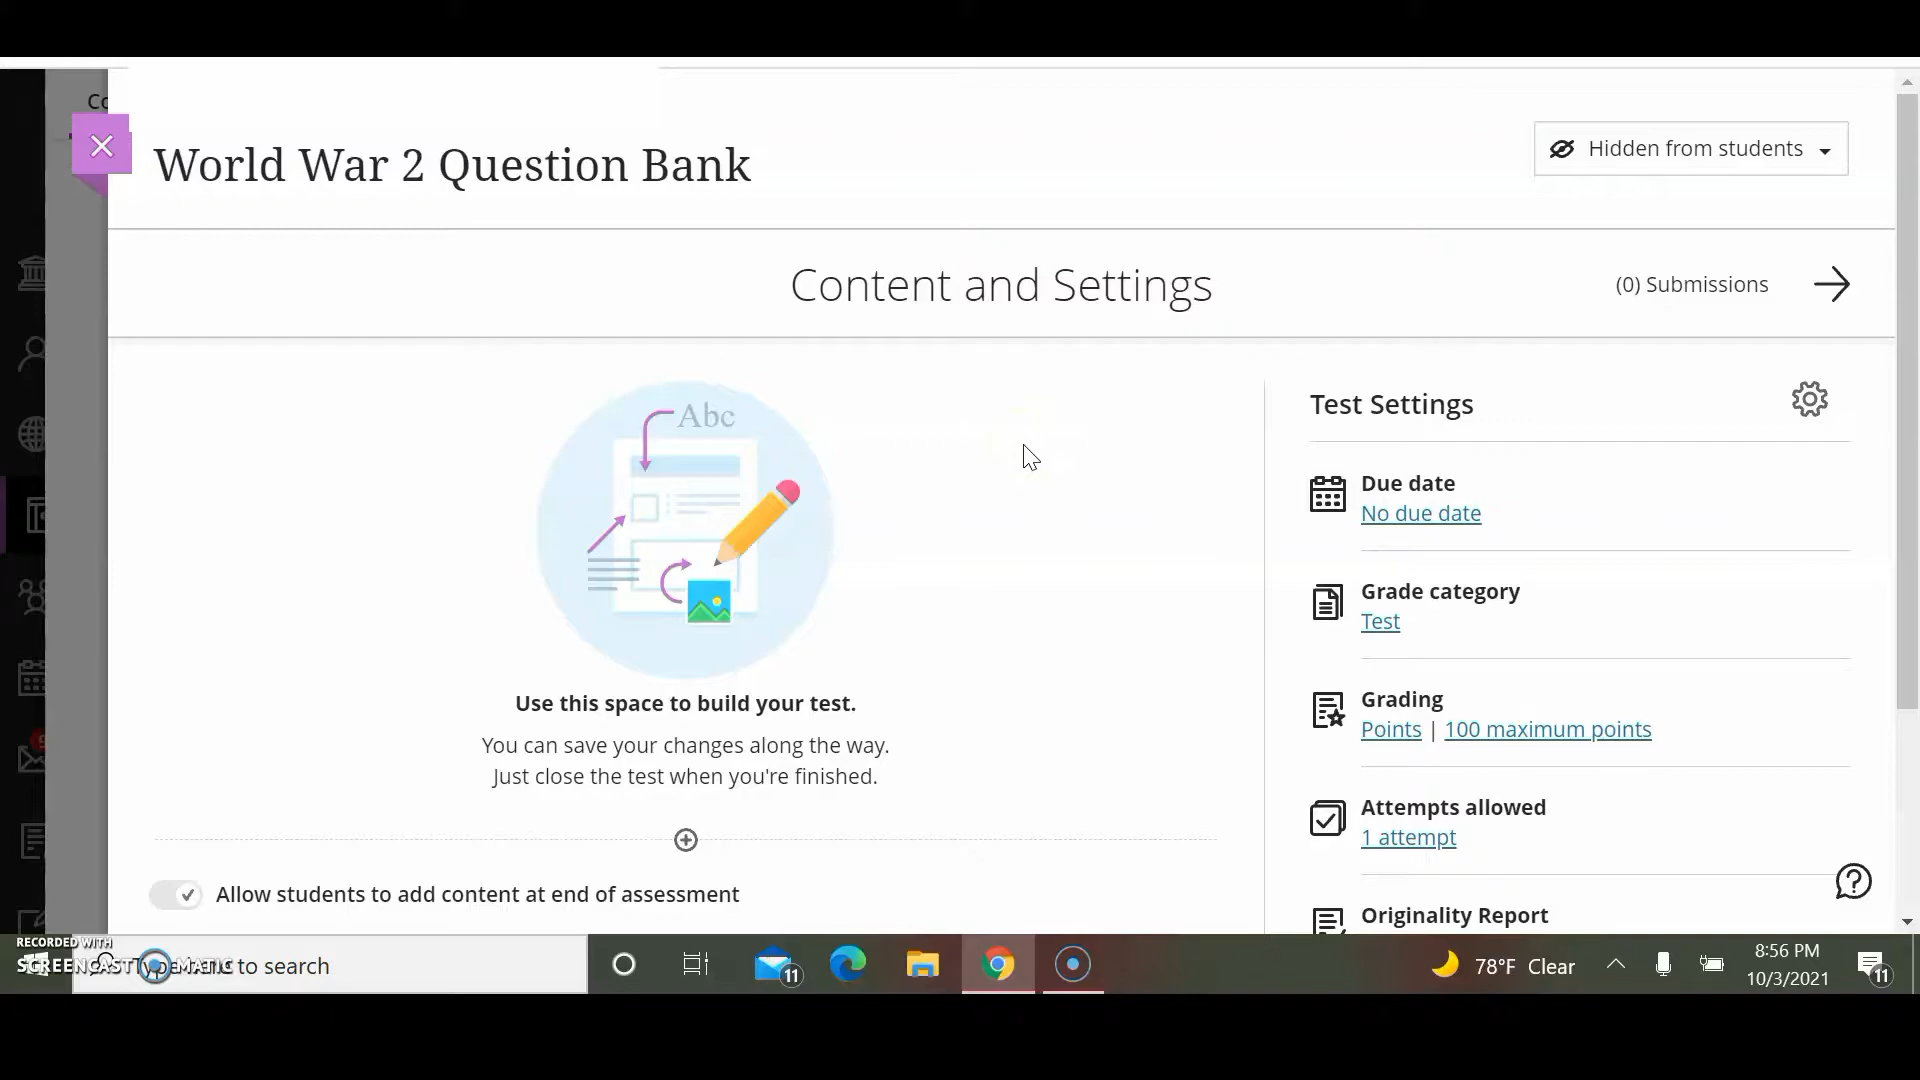 Co
World War 2 Question Bank
Hidden from students
Content and Settings
(0) Submissions
Abc
Test Settings
Due date
No due date
Grade category
Test
Grading
Points | 100 maximum points
Use this space to build your test.
You can save your changes along the way.
Just close the test when you're finished.
Attempts allowed
1 attempt
Allow students to add content at end of assessment
Originality Report
RECORDED WITH
SCREENCAST MATIC
to search
11
78°F Clear
8:56 PM
10/3/2021
11